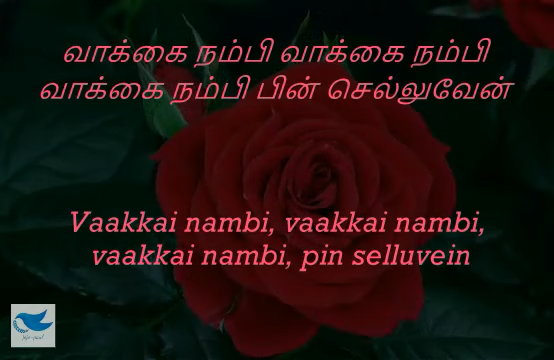 வாக்கை நம்பி வாக்கை நம்பி
வாக்கை நம்பி பின் செல்லுவேன்
Vaakkai nambi, vaakkai nambi,
vaakkai nambi, pin selluvein